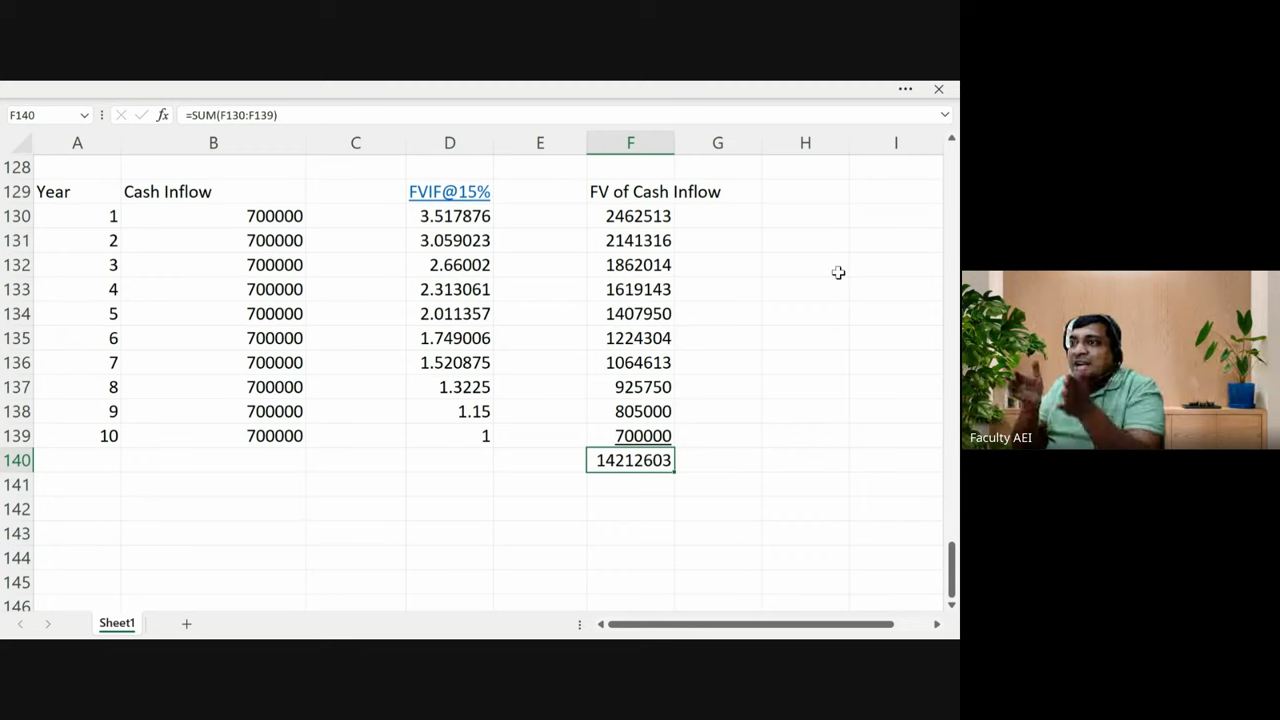 F140 fx =SUM(F130:F139)
A B C D E F G H I
128
129 Year Cash Inflow FVIF@15% FV of Cash Inflow
130 1 700000 3.517876 2462513
131 2 700000 3.059023 2141316
132 3 700000 2.66002 1862014
133 4 700000 2.313061 1619143
134 5 700000 2.011357 1407950
135 6 700000 1.749006 1224304
136 7 700000 1.520875 1064613
137 8 700000 1.3225 925750
138 9 700000 1.15 805000
139 10 700000 1 700000
140 14212603
141
142
143
144
145
146
Sheet1
Faculty AEI